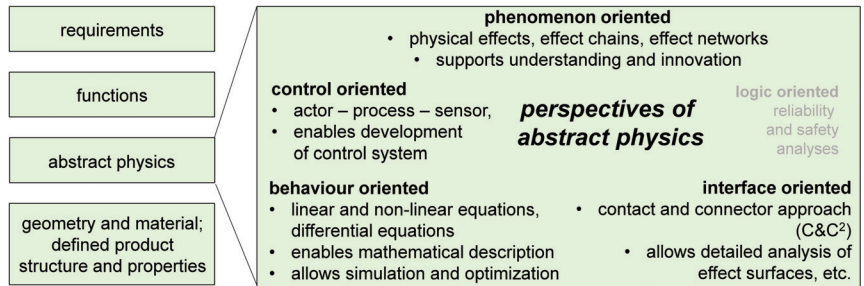 requirements
functions
abstract physics
geometry and material;
defined product
structure and properties
phenomenon oriented
• physical effects, effect chains, effect networks
• supports understanding and innovation
control oriented
• actor – process – sensor,
• enables development
of control system
perspectives of
abstract physics
logic oriented
reliability
and safety
analyses
behaviour oriented
• linear and non-linear equations,
differential equations
• enables mathematical description
• allows simulation and optimization
interface oriented
• contact and connector approach
(C&C²)
• allows detailed analysis of
effect surfaces, etc.